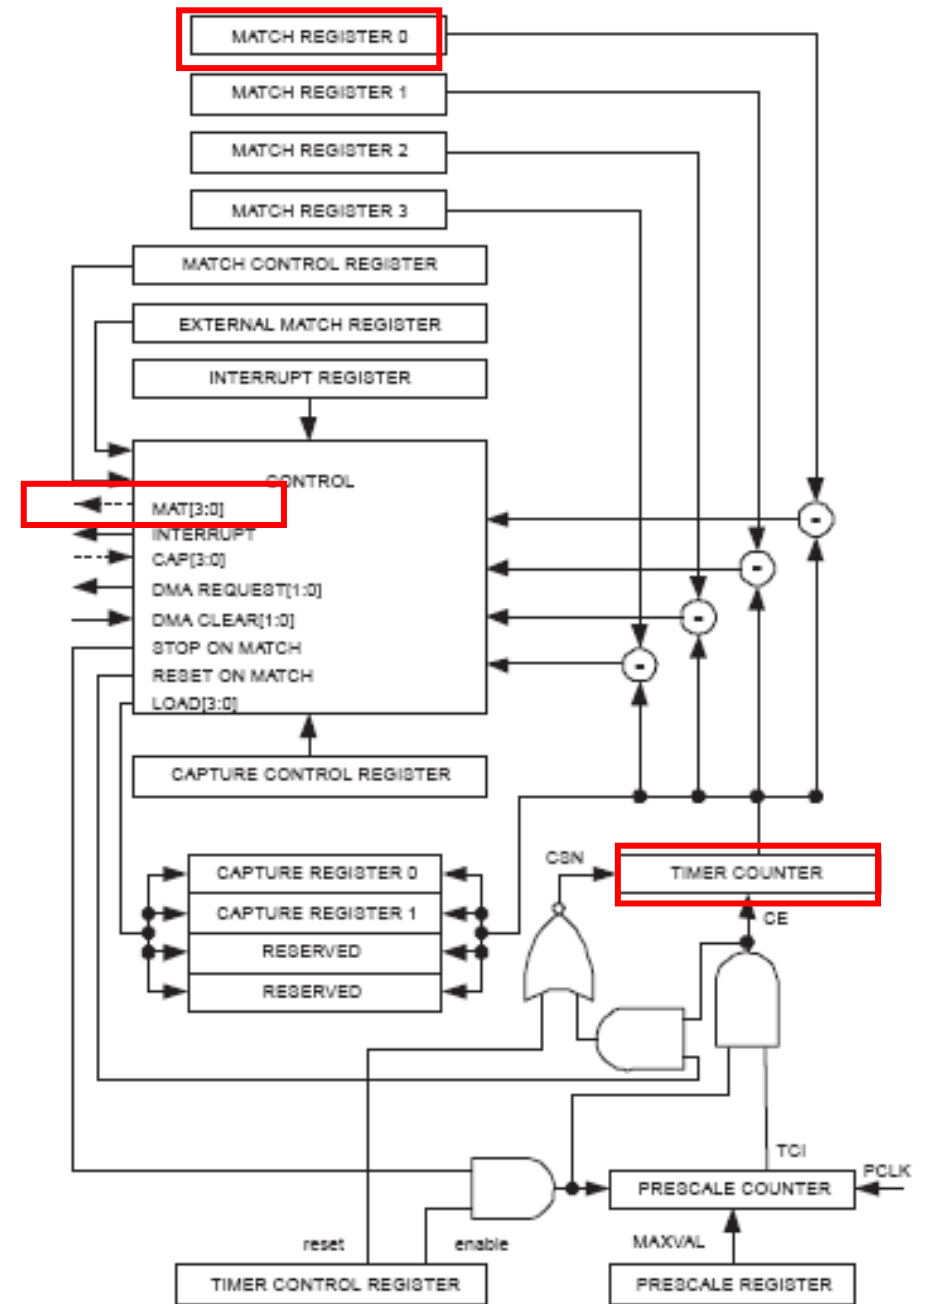 MATCH REGISTER 0
MATCH REGISTER 1
MATCH REGISTER 2
MATCH REGISTER 3
MATCH CONTROL REGISTER
EXTERNAL MATCH REGISTER
INTERRUPT REGISTER
CONTROL
MAT[3:0]
INTERRUPT
CAP[3:0]
DMA REQUEST[1:0]
DMA CLEAR[1:0]
STOP ON MATCH
RESET ON MATCH
LOAD[3:0]
-
-
-
-
CAPTURE CONTROL REGISTER
CAPTURE REGISTER 0
CAPTURE REGISTER 1
RESERVED
RESERVED
CSN
TIMER COUNTER
CE
TCI
PCLK
PRESCALE COUNTER
reset
enable
MAXVAL
TIMER CONTROL REGISTER
PRESCALE REGISTER